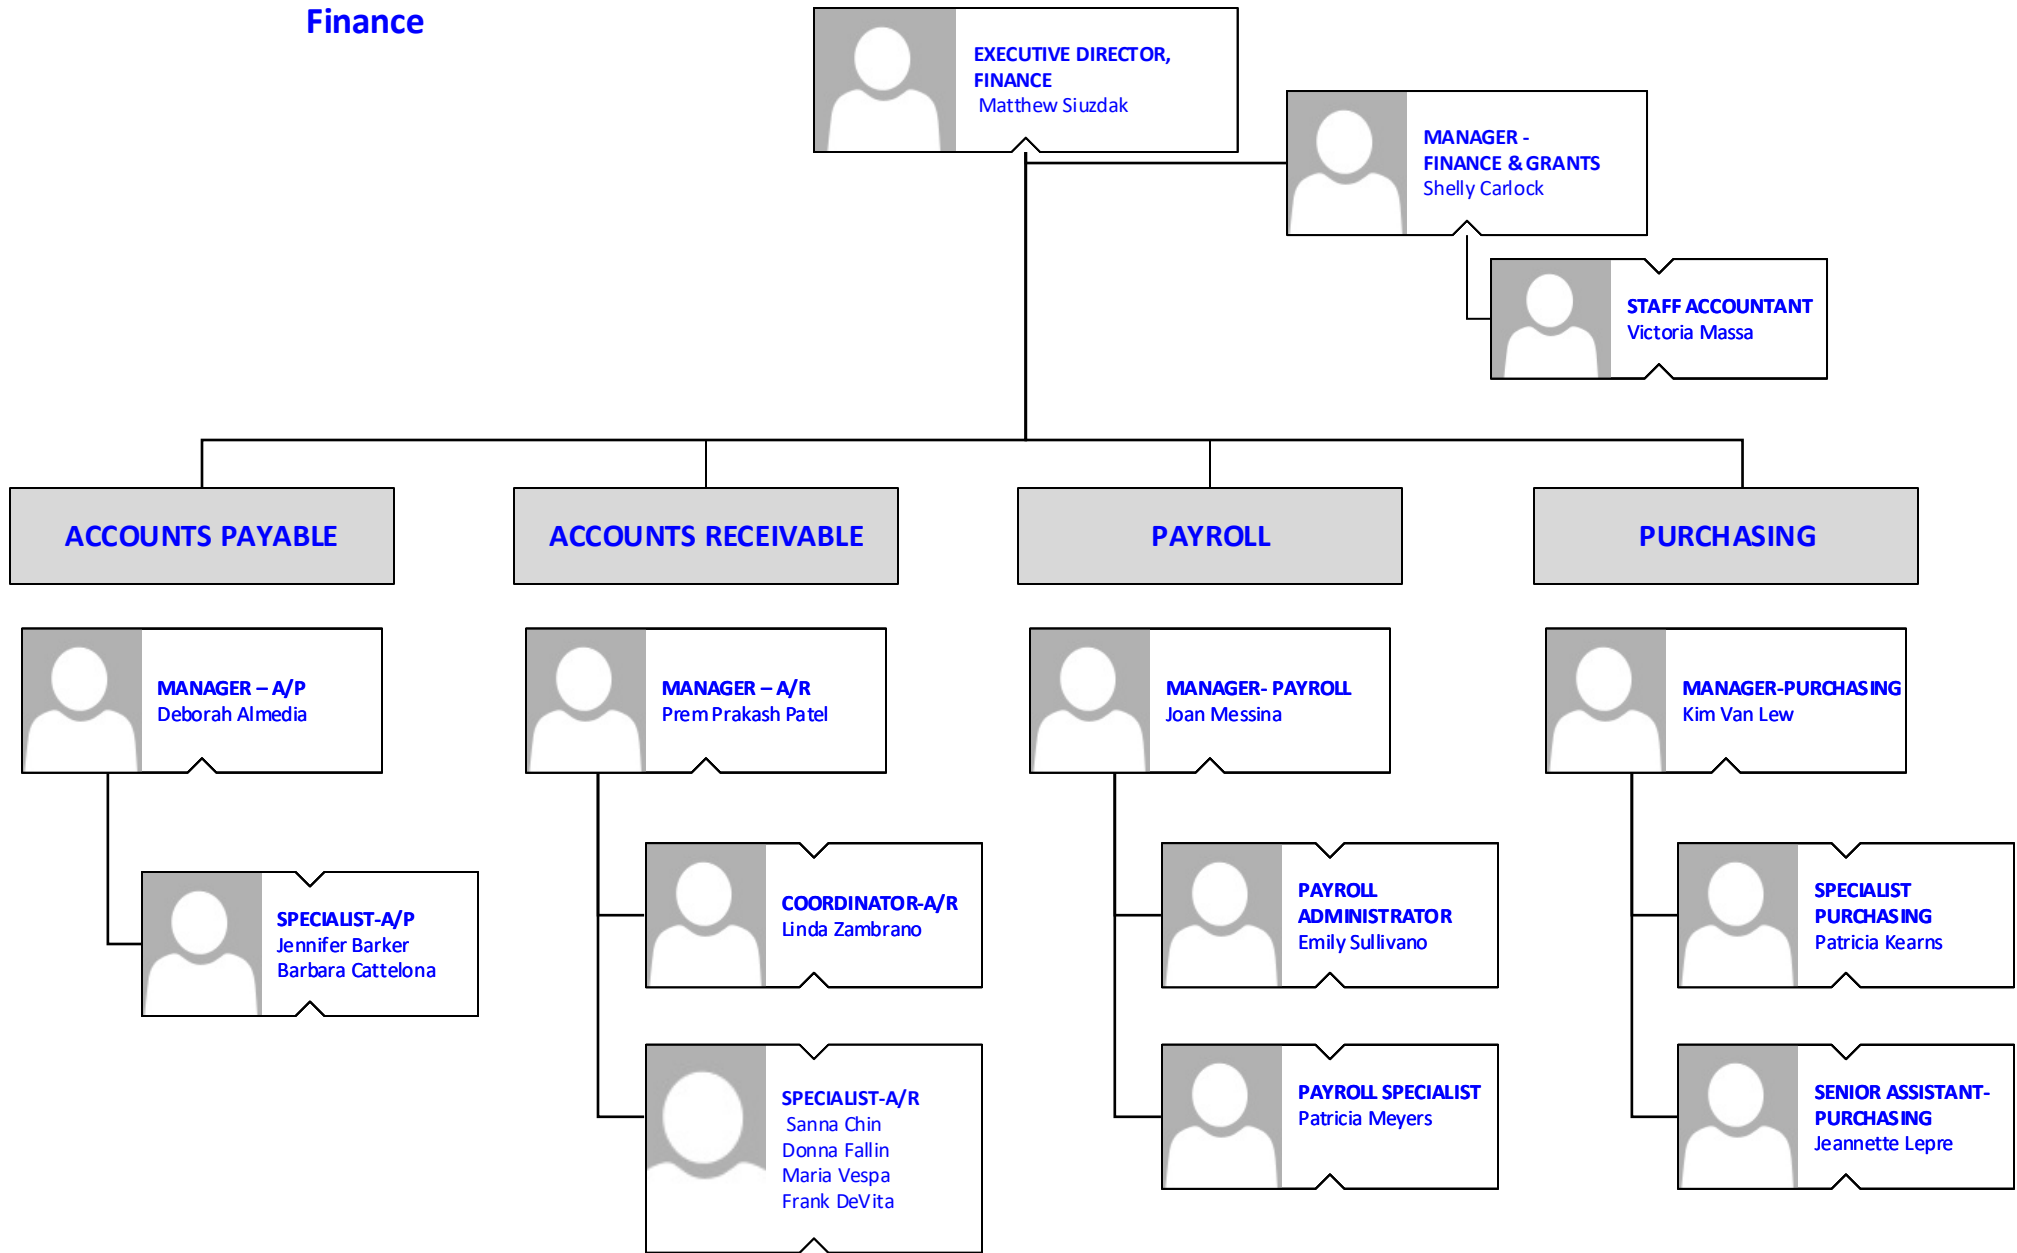 Finance
EXECUTIVE DIRECTOR,
FINANCE
Matthew Siuzdak
MANAGER -
FINANCE & GRANTS
Shelly Carlock
STAFF ACCOUNTANT
Victoria Massa
ACCOUNTS PAYABLE
ACCOUNTS RECEIVABLE
PAYROLL
PURCHASING
MANAGER – A/P
Deborah Almedia
MANAGER – A/R
Prem Prakash Patel
MANAGER- PAYROLL
Joan Messina
MANAGER-PURCHASING
Kim Van Lew
SPECIALIST-A/P
Jennifer Barker
Barbara Cattelona
COORDINATOR-A/R
Linda Zambrano
PAYROLL
ADMINISTRATOR
Emily Sullivano
SPECIALIST
PURCHASING
Patricia Kearns
SPECIALIST-A/R
Sanna Chin
Donna Fallin
Maria Vespa
Frank DeVita
PAYROLL SPECIALIST
Patricia Meyers
SENIOR ASSISTANT-
PURCHASING
Jeannette Lepre